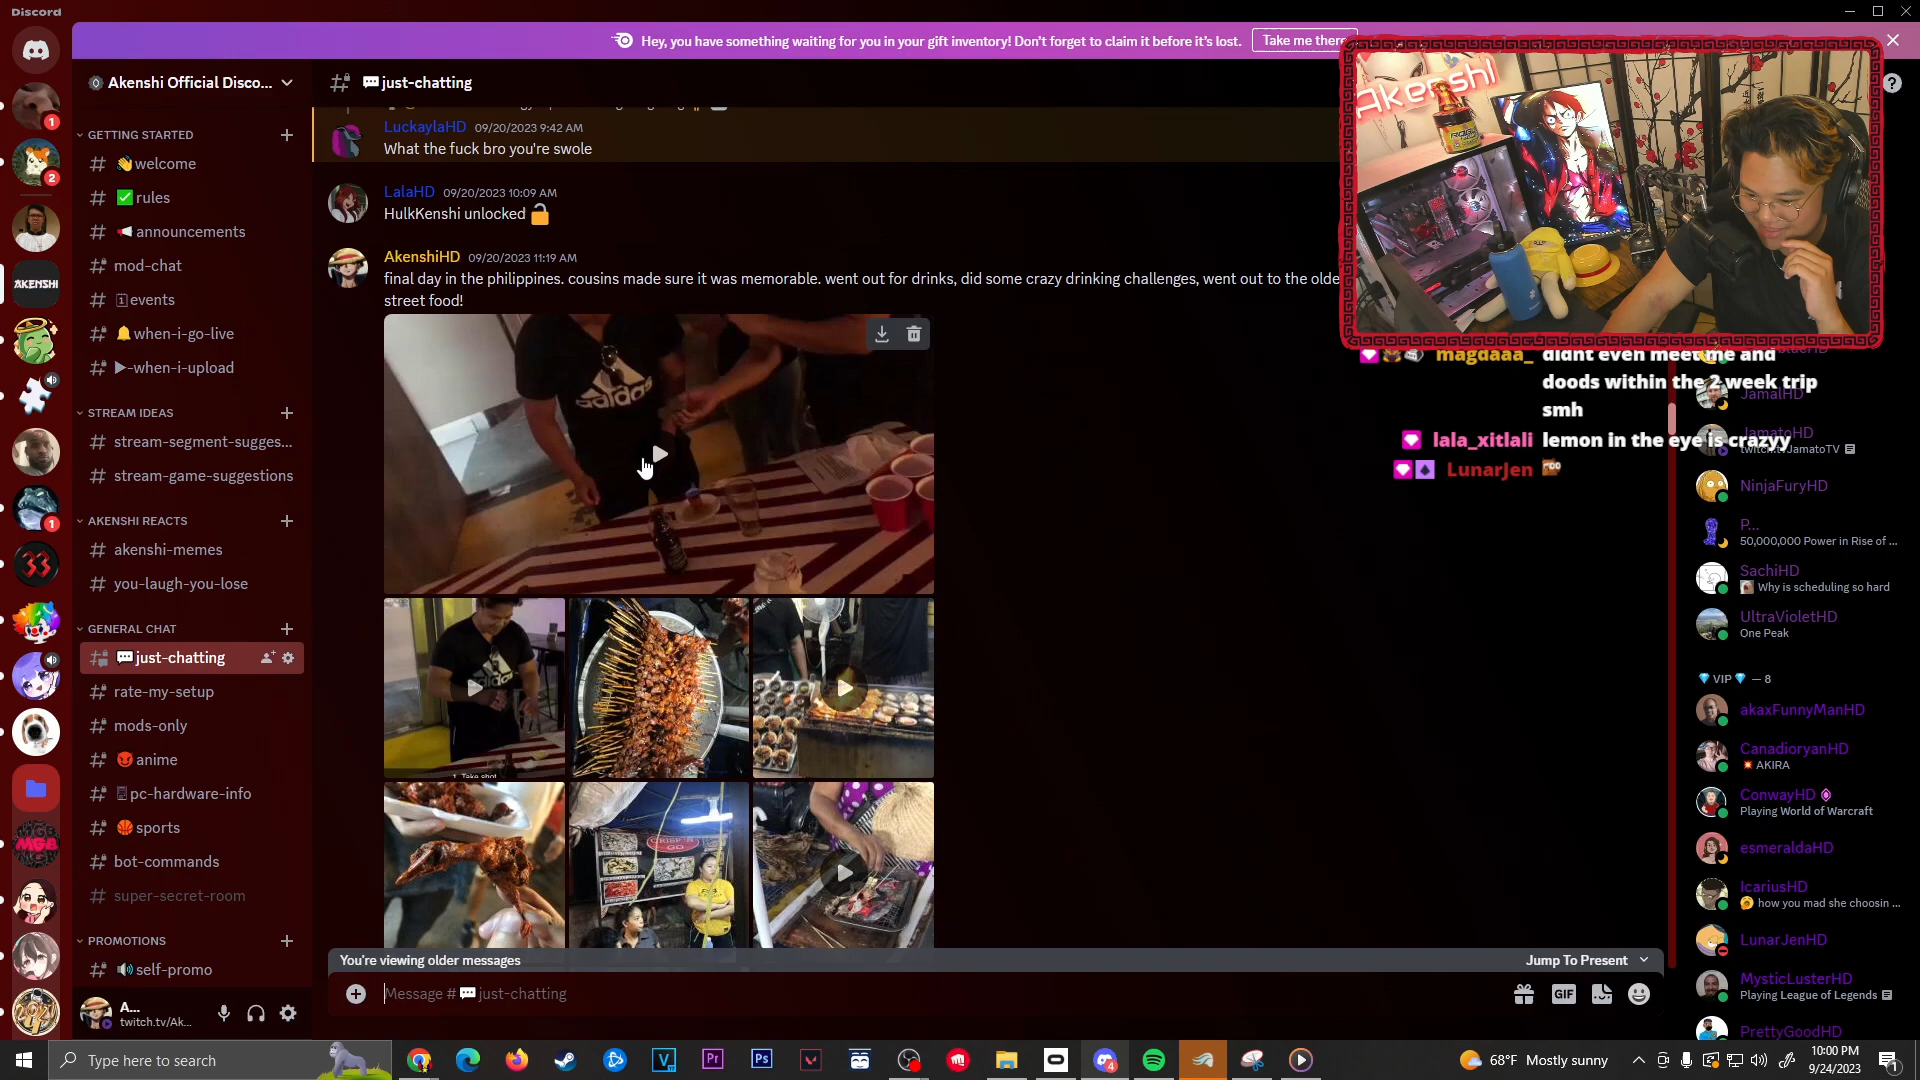 Discord
Hey, you have something waiting for you in your gift inventory! Don't forget to claim it before it's lost.
Take me there
Akenshi Official Disco...
just-chatting
GETTING STARTED
welcome
rules
announcements
mod-chat
events
when-i-go-live
-when-i-upload
STREAM IDEAS
stream-segment-sugges...
stream-game-suggestions
AKENSHI REACTS
akenshi-memes
you-laugh-you-lose
GENERAL CHAT
just-chatting
rate-my-setup
mods-only
anime
pc-hardware-info
sports
bot-commands
super-secret-room
PROMOTIONS
self-promo
A...
twitch.tv/Ak...
AKENSHI
MGB
LuckaylaHD 09/20/2023 9:42 AM
What the fuck bro you're swole
LalaHD 09/20/2023 10:09 AM
HulkKenshi unlocked
AkenshiHD 09/20/2023 11:19 AM
final day in the philippines. cousins made sure it was memorable. went out for drinks, did some crazy drinking challenges, went out to the olde
street food!
adidas
1. Take shot
You're viewing older messages
Jump To Present
Message # just-chatting
GIF
Akenshi
magdaaa_ didnt even meet me and
doods within the 2 week trip
smh
lala_xitlali lemon in the eye is crazyy
LunarJen
JamalHD
JamatoHD
twitch.tv/JamatoTV
NinjaFuryHD
P...
50,000,000 Power in Rise of ...
SachiHD
Why is scheduling so hard
UltraVioletHD
One Peak
VIP — 8
akaxFunnyManHD
CanadioryanHD
AKIRA
ConwayHD
Playing World of Warcraft
esmeraldaHD
IcariusHD
how you mad she choosin ...
LunarJenHD
MysticLusterHD
Playing League of Legends
PrettyGoodHD
Type here to search
68°F Mostly sunny
10:00 PM
9/24/2023